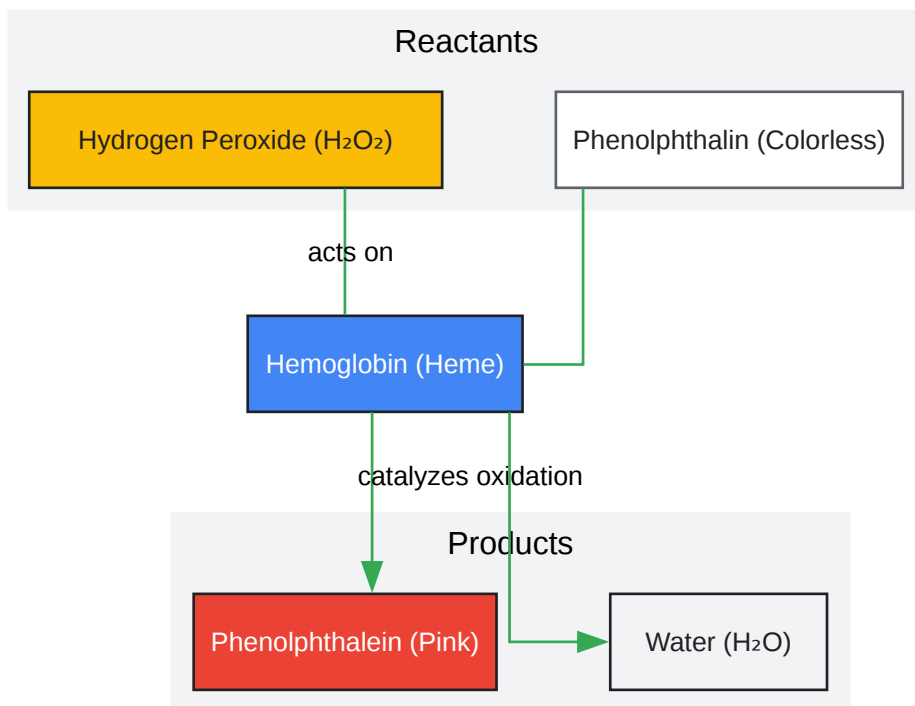 Reactants
Hydrogen Peroxide (H₂O₂)
Phenolphthalin (Colorless)
acts on
Hemoglobin (Heme)
catalyzes oxidation
Products
Phenolphthalein (Pink)
Water (H₂O)